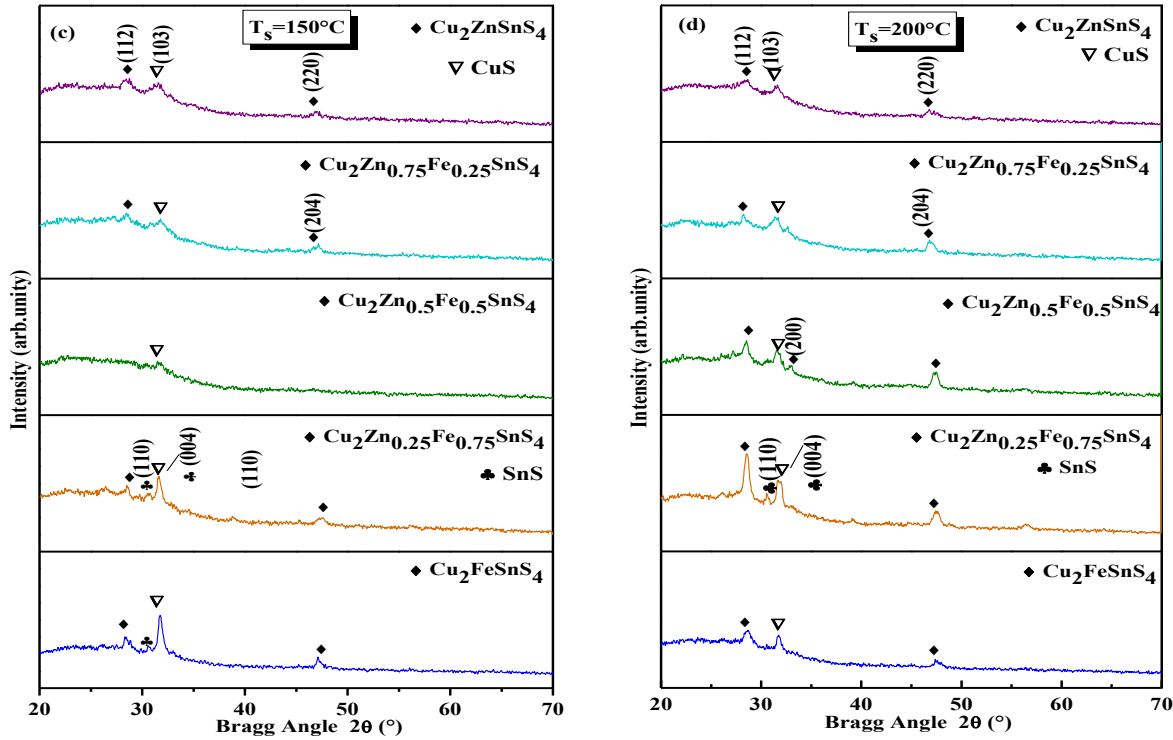 (c)
Ts=150°C
◆ Cu2ZnSnS4
▽ CuS
(112)
(103)
(220)
◆ Cu2Zn0.75Fe0.25SnS4
(204)
◆ Cu2Zn0.5Fe0.5SnS4
◆ Cu2Zn0.25Fe0.75SnS4
♣ SnS
(110)
(004)
(110)
◆ Cu2FeSnS4
Intensity (arb.unity)
20 30 40 50 60 70
Bragg Angle 2θ (°)
(d)
Ts=200°C
◆ Cu2ZnSnS4
▽ CuS
(112)
(103)
(220)
◆ Cu2Zn0.75Fe0.25SnS4
(204)
◆ Cu2Zn0.5Fe0.5SnS4
(200)
◆ Cu2Zn0.25Fe0.75SnS4
♣ SnS
(110)
(004)
◆ Cu2FeSnS4
Intensity (arb.unity)
20 30 40 50 60 70
Bragg Angle 2θ (°)